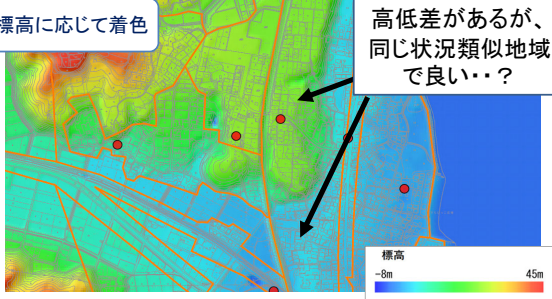 標高に応じて着色
高低差があるが、
同じ状況類似地域
で良い・・?
標高
-8m
45m